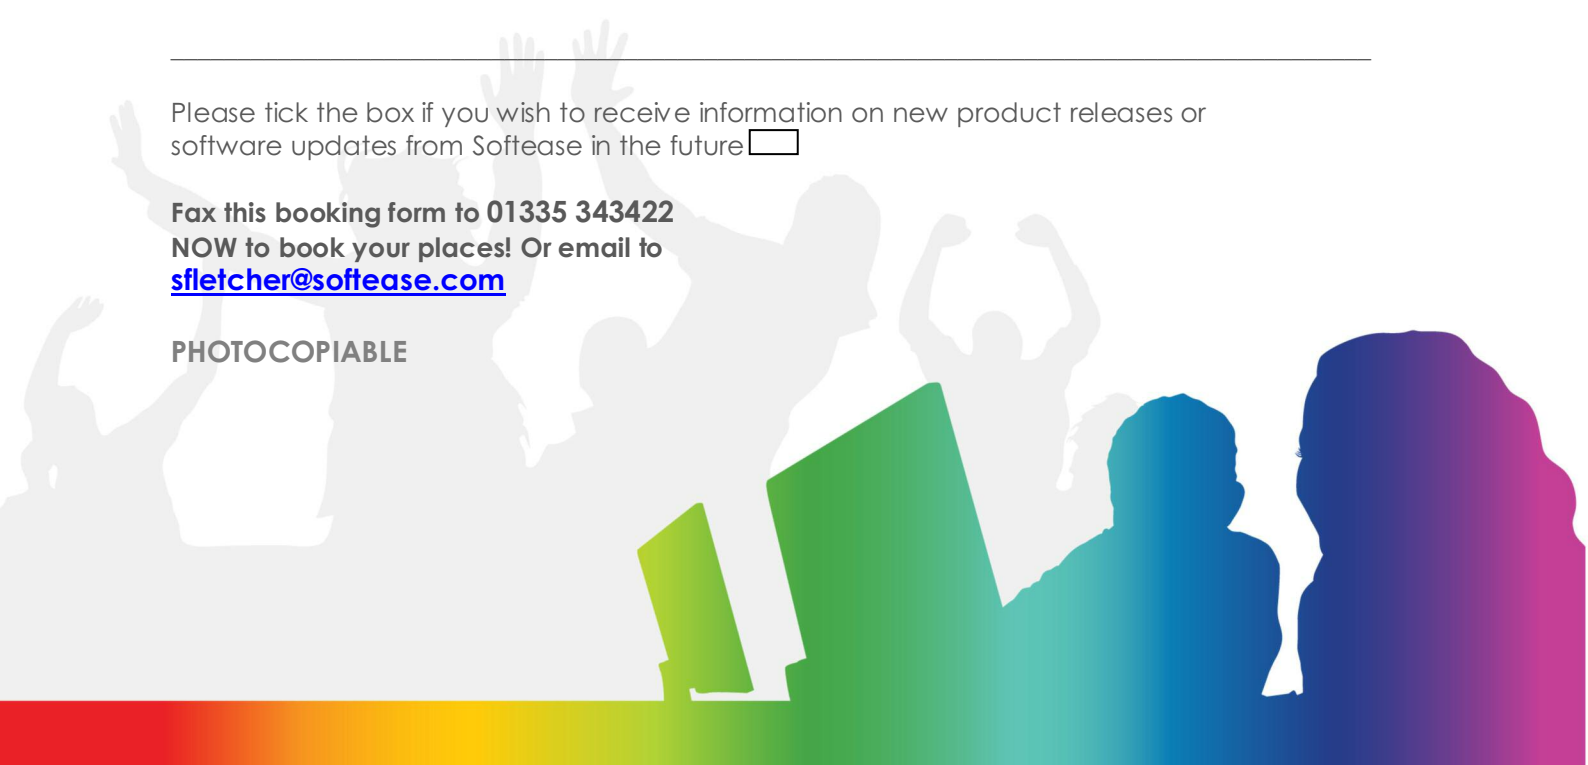 Please tick the box if you wish to receive information on new product releases or
software updates from Softease in the future
Fax this booking form to 01335 343422
NOW to book your places! Or email to
sfletcher@softease.com
PHOTOCOPIABLE